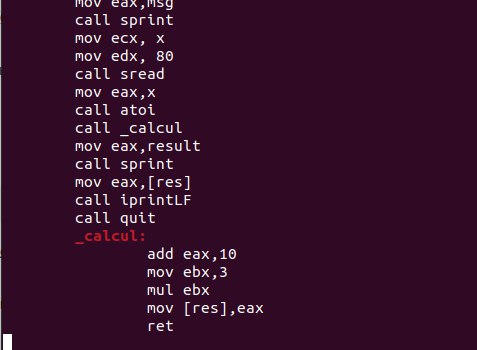 mov eax,msg
call sprint
mov ecx, x
mov edx, 80
call sread
mov eax,x
call atoi
call _calcul
mov eax,result
call sprint
mov eax,[res]
call iprintLF
call quit
_calcul:
add eax,10
mov ebx,3
mul ebx
mov [res],eax
ret